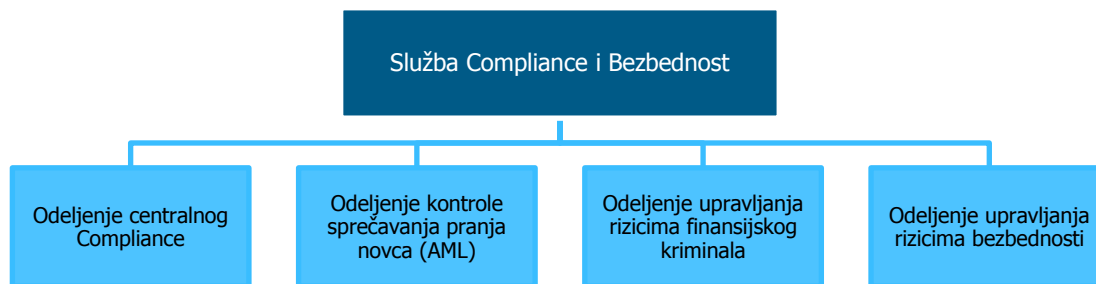 Služba Compliance i Bezbednost
Odeljenje centralnog
Compliance
Odeljenje kontrole
sprečavanja pranja
novca (AML)
Odeljenje upravljanja
rizicima finansijskog
kriminala
Odeljenje upravljanja
rizicima bezbednosti